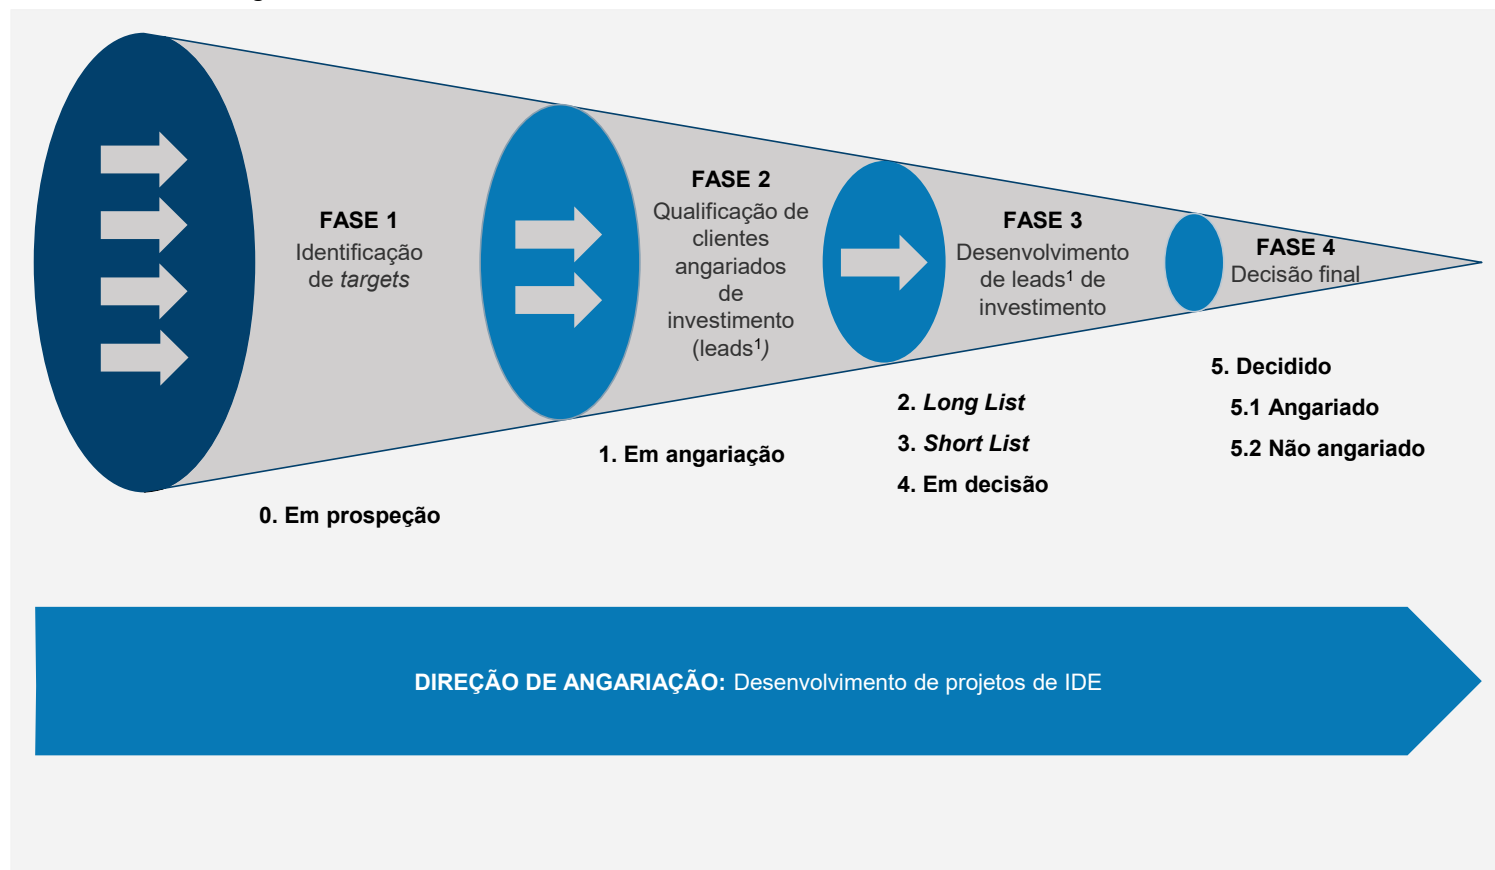 FASE 1
Identificação
de targets
FASE 2
Qualificação de
clientes
angariados
de
investimento
(leads¹)
FASE 3
Desenvolvimento
de leads¹ de
investimento
FASE 4
Decisão final
0. Em prospeção
1. Em angariação
2. Long List
3. Short List
4. Em decisão
5. Decidido
5.1 Angariado
5.2 Não angariado
DIREÇÃO DE ANGARIAÇÃO: Desenvolvimento de projetos de IDE